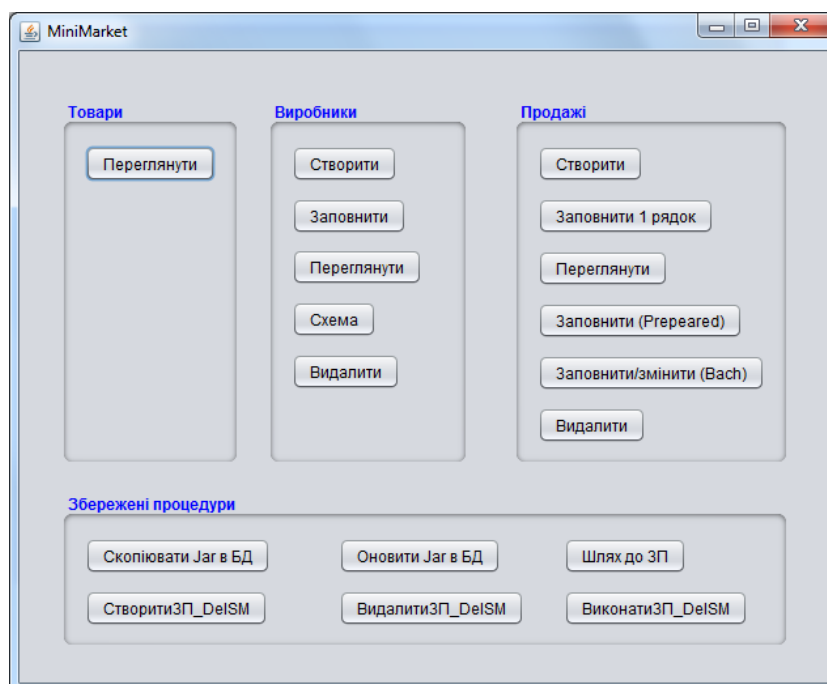 MiniMarket
Товари
Переглянути
Виробники
Створити
Заповнити
Переглянути
Схема
Видалити
Продажі
Створити
Заповнити 1 рядок
Переглянути
Заповнити (Prepeared)
Заповнити/змінити (Bach)
Видалити
Збережені процедури
Скопіювати Jar в БД
Оновити Jar в БД
Шлях до ЗП
СтворитиЗП_DelSM
ВидалитиЗП_DelSM
ВиконатиЗП_DelSM